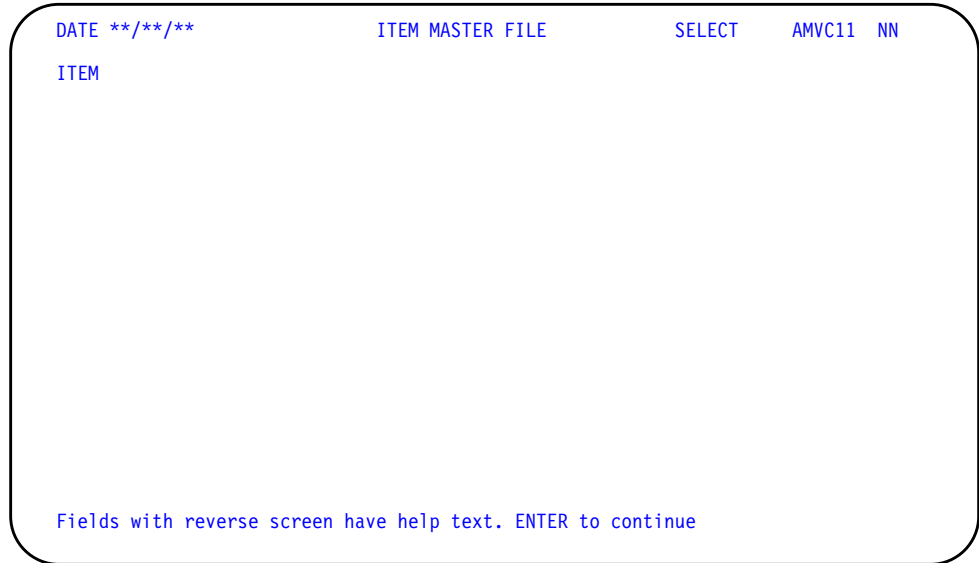 DATE **/**/** ITEM MASTER FILE SELECT AMVC11 NN
ITEM
Fields with reverse screen have help text. ENTER to continue